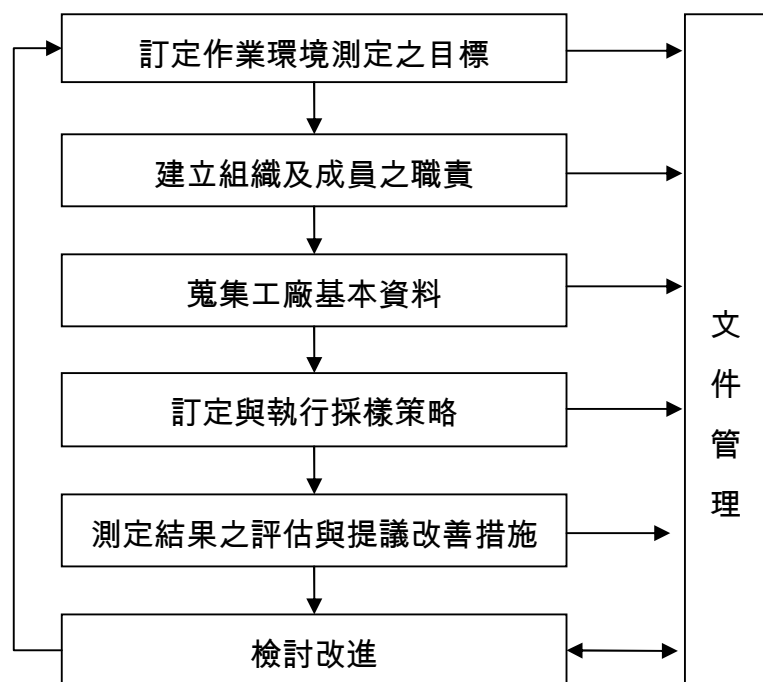 訂定作業環境測定之目標
建立組織及成員之職責
蒐集工廠基本資料
訂定與執行採樣策略
測定結果之評估與提議改善措施
檢討改進
文件管理